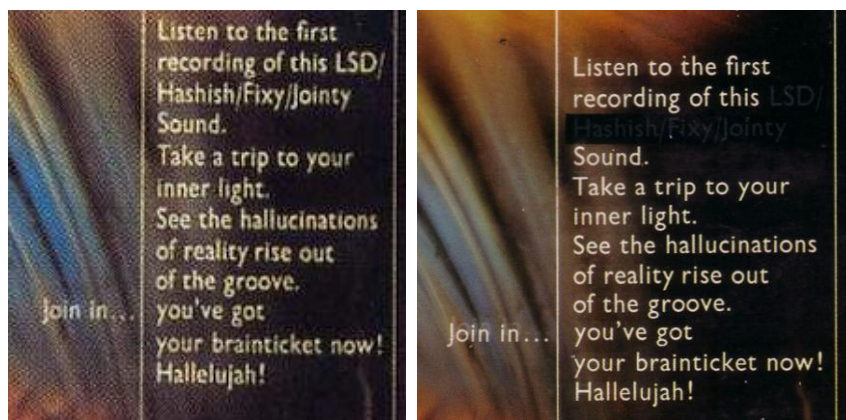 Listen to the first
recording of this LSD/
Hashish/Fixy/Jointy
Sound.
Take a trip to your
inner light.
See the hallucinations
of reality rise out
of the groove.
Join in... you've got
your brainticket now!
Hallelujah!
Listen to the first
recording of this LSD/
Hashish/Fixy/Jointy
Sound.
Take a trip to your
inner light.
See the hallucinations
of reality rise out
of the groove.
Join in... you've got
your brainticket now!
Hallelujah!